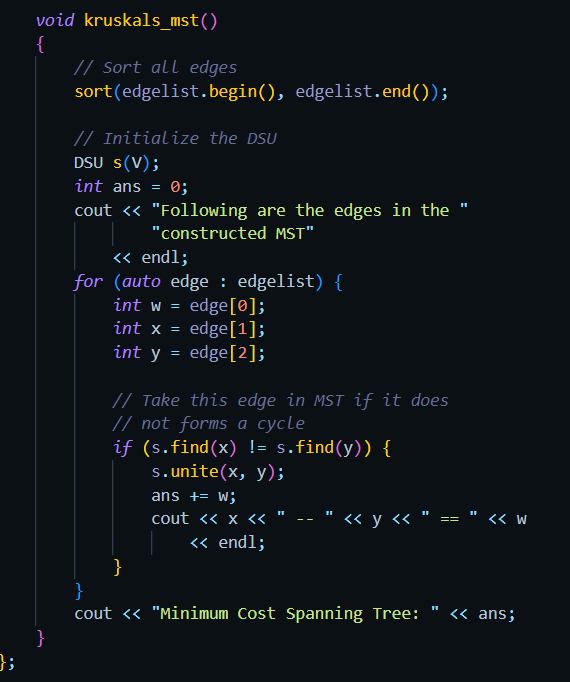 void kruskals_mst()
{
// Sort all edges
sort(edgelist.begin(), edgelist.end());
// Initialize the DSU
DSU s(V);
int ans = 0;
cout << "Following are the edges in the "
"constructed MST"
<< endl;
for (auto edge : edgelist) {
int w = edge[0];
int x = edge[1];
int y = edge[2];
// Take this edge in MST if it does
// not forms a cycle
if (s.find(x) != s.find(y)) {
s.unite(x, y);
ans += w;
cout << x << " -- " << y << " == " << w
<< endl;
}
}
cout << "Minimum Cost Spanning Tree: " << ans;
}
};